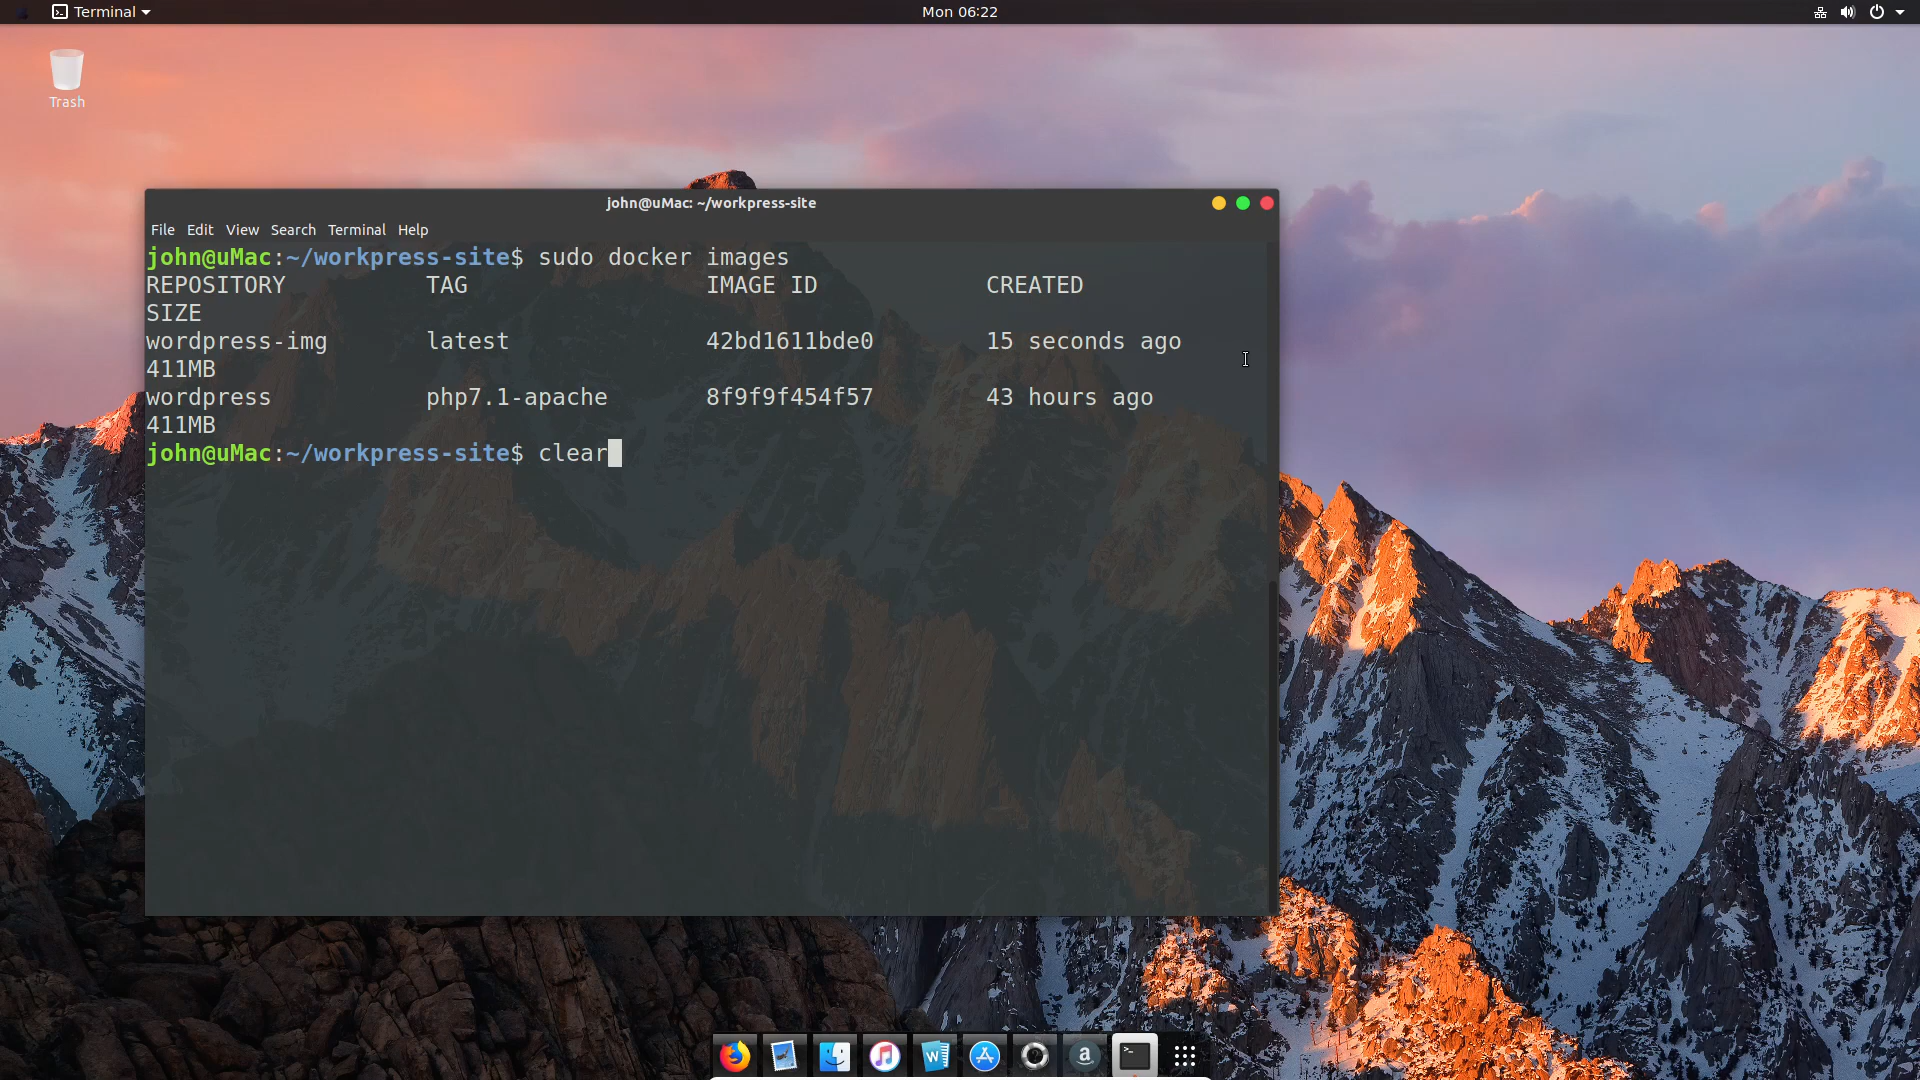 Terminal
Mon 06:22
Trash
john@uMac: ~/workpress-site
File Edit View Search Terminal Help
john@uMac:~/workpress-site$ sudo docker images
REPOSITORY TAG IMAGE ID CREATED
SIZE
wordpress-img latest 42bd1611bde0 15 seconds ago
411MB
wordpress php7.1-apache 8f9f9f454f57 43 hours ago
411MB
john@uMac:~/workpress-site$ clear
W
a